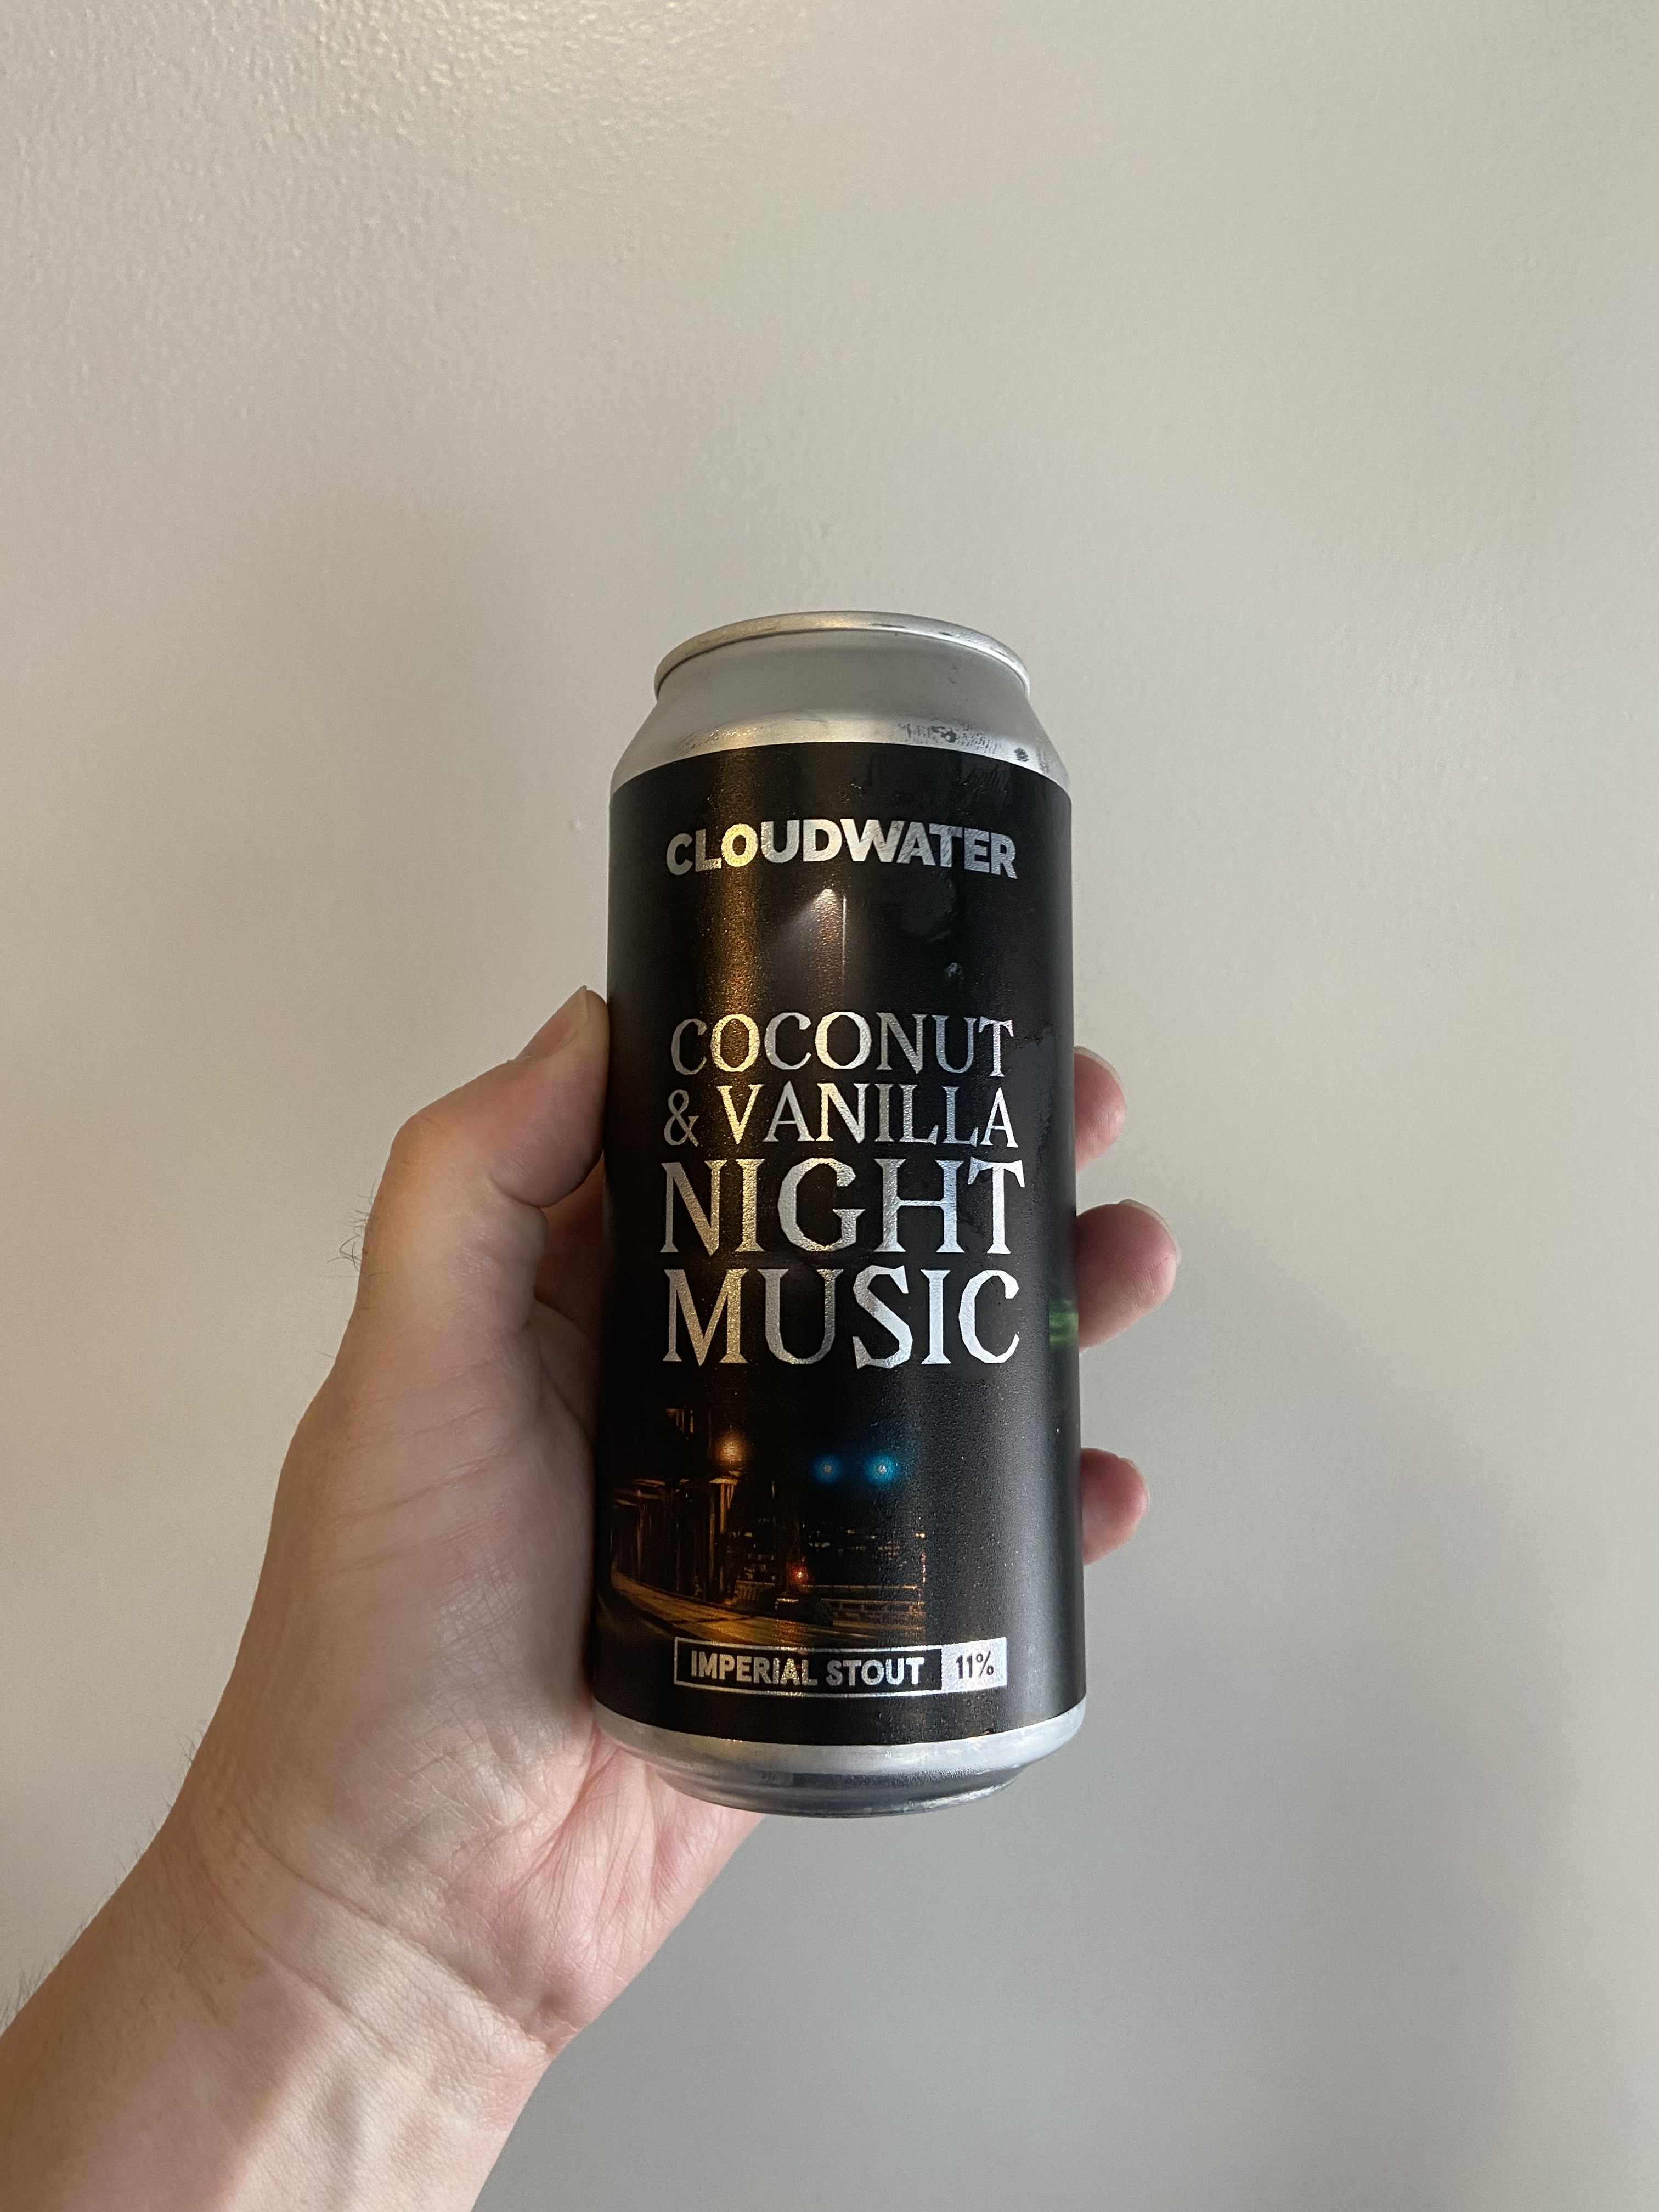 CLOUDWATER
COCONUT
& VANILLA
NIGHT
MUSIC
IMPERIAL STOUT 11%